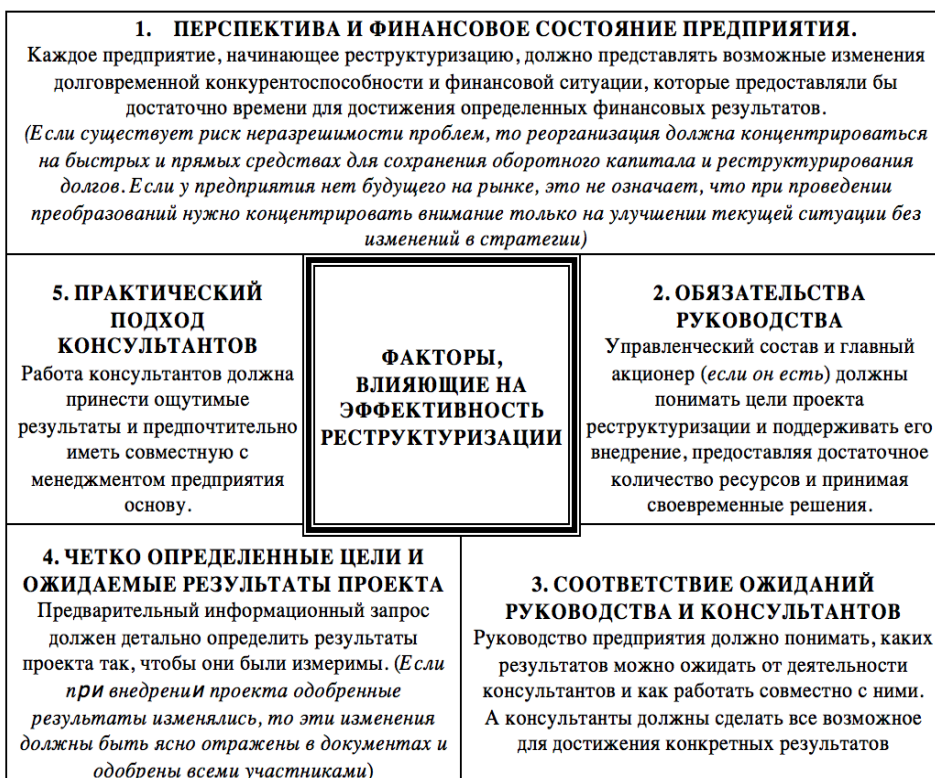 1. ПЕРСПЕКТИВА И ФИНАНСОВОЕ СОСТОЯНИЕ ПРЕДПРИЯТИЯ.
Каждое предприятие, начинающее реструктуризацию, должно представлять возможные изменения
долговременной конкурентоспособности и финансовой ситуации, которые предоставляли бы
достаточно времени для достижения определенных финансовых результатов.
(Если существует риск неразрешимости проблем, то реорганизация должна концентрироваться
на быстрых и прямых средствах для сохранения оборотного капитала и реструктурирования
долгов. Если у предприятия нет будущего на рынке, это не означает, что при проведении
преобразований нужно концентрировать внимание только на улучшении текущей ситуации без
изменений в стратегии)
5. ПРАКТИЧЕСКИЙ
ПОДХОД
КОНСУЛЬТАНТОВ
Работа консультантов должна
принести ощутимые
результаты и предпочтительно
иметь совместную с
менеджментом предприятия
основу.
ФАКТОРЫ,
ВЛИЯЮЩИЕ НА
ЭФФЕКТИВНОСТЬ
РЕСТРУКТУРИЗАЦИИ
2. ОБЯЗАТЕЛЬСТВА
РУКОВОДСТВА
Управленческий состав и главный
акционер (если он есть) должны
понимать цели проекта
реструктуризации и поддерживать его
внедрение, предоставляя достаточное
количество ресурсов и принимая
своевременные решения.
4. ЧЕТКО ОПРЕДЕЛЕННЫЕ ЦЕЛИ И
ОЖИДАЕМЫЕ РЕЗУЛЬТАТЫ ПРОЕКТА
Предварительный информационный запрос
должен детально определить результаты
проекта так, чтобы они были измеримы. (Если
при внедрении проекта одобренные
результаты изменялись, то эти изменения
должны быть ясно отражены в документах и
одобрены всеми участниками)
3. СООТВЕТСТВИЕ ОЖИДАНИЙ
РУКОВОДСТВА И КОНСУЛЬТАНТОВ
Руководство предприятия должно понимать, каких
результатов можно ожидать от деятельности
консультантов и как работать совместно с ними.
А консультанты должны сделать все возможное
для достижения конкретных результатов